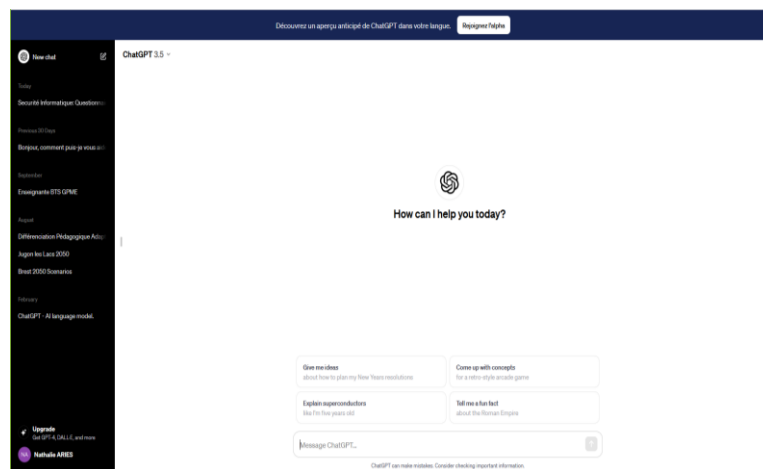 Découvrez un aperçu anticipé de ChatGPT dans votre langue. Rejoignez l'alpha
New chat
ChatGPT 3.5
Today
Securité Informatique: Questionn
Previous 30 Days
Bonjour, comment puis-je vous
September
Enseignante BTS GPME
August
Différenciation Pédagogique
Jugon les Lacs 2050
Brest 2050 Scenarios
February
ChatGPT - AI language model.
Upgrade
Get GPT-4, DALL·E, and more
Nathalie ARIES
How can I help you today?
Give me ideas
about how to plan my New Years resolutions
Come up with concepts
for a retro-style arcade game
Explain superconductors
like I'm five years old
Tell me a fun fact
about the Roman Empire
Message ChatGPT...
ChatGPT can make mistakes. Consider checking important information.